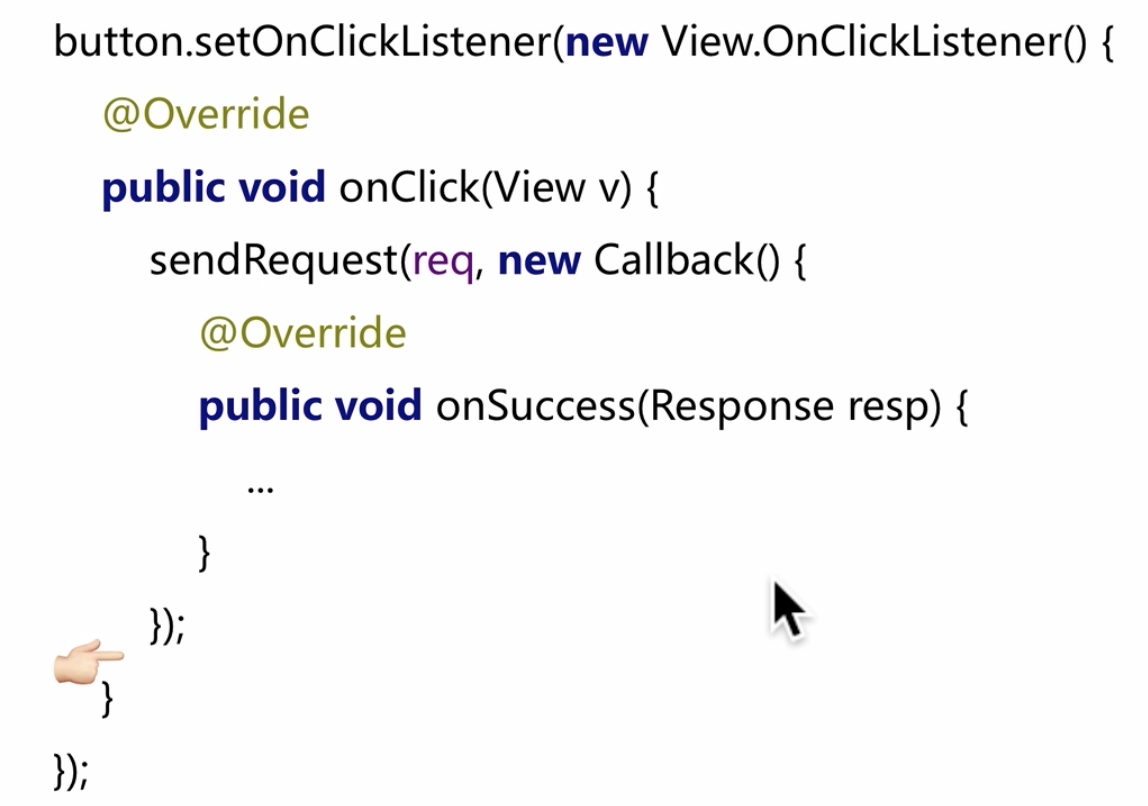 button.setOnClickListener(new View.OnClickListener() {
@Override
public void onClick(View v) {
sendRequest(req, new Callback() {
@Override
public void onSuccess(Response resp) {
...
}
});
}
});